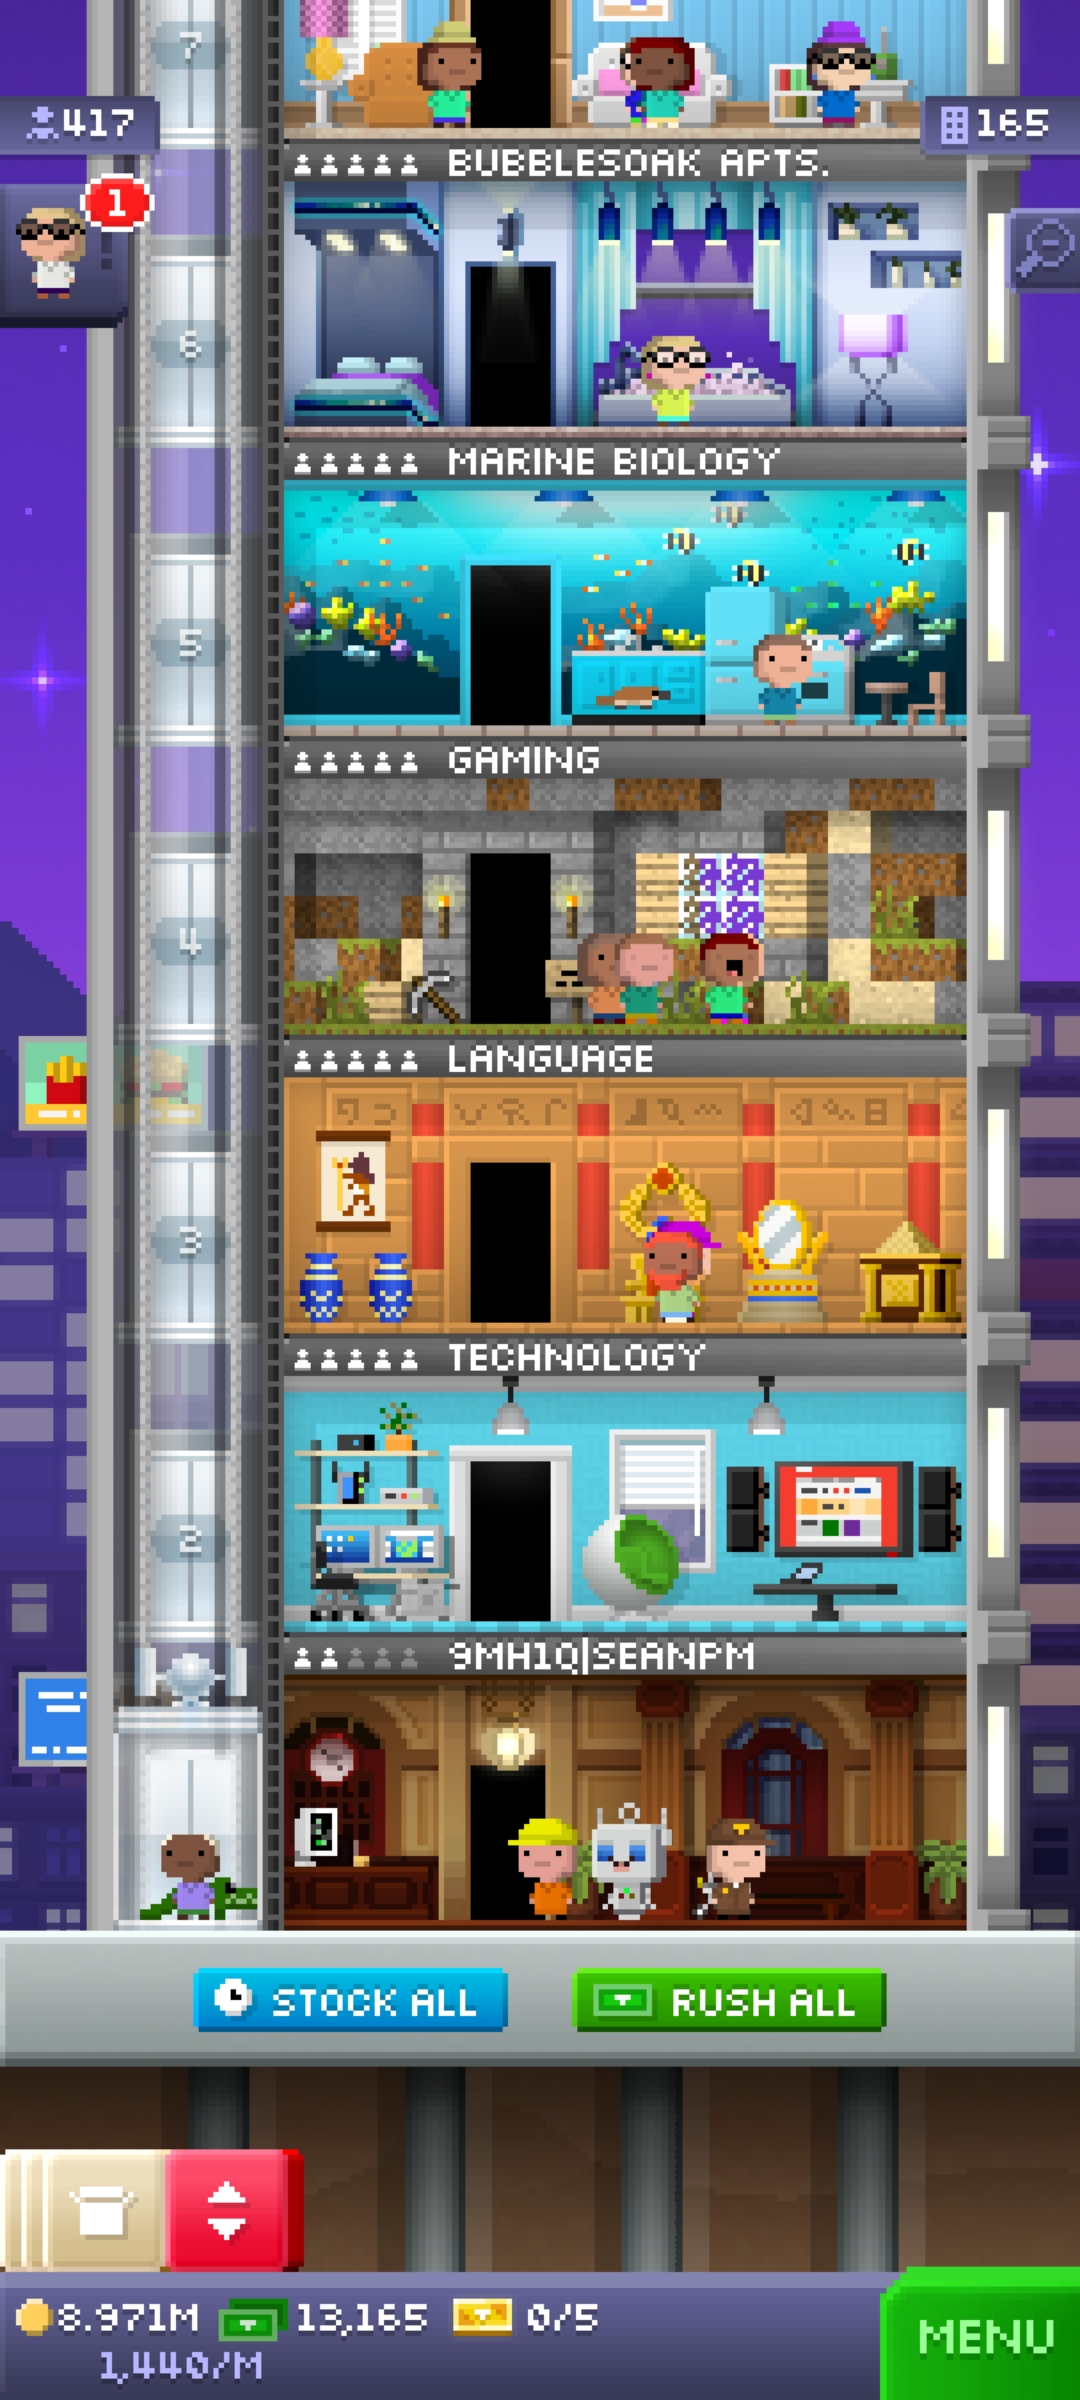 7
417
165
1
BUBBLESOAK APTS.
6
MARINE BIOLOGY
5
GAMING
4
LANGUAGE
3
TECHNOLOGY
2
9MH1Q|SEANPM
STOCK ALL
RUSH ALL
8.971M
13,165
0/5
MENU
1,440/M